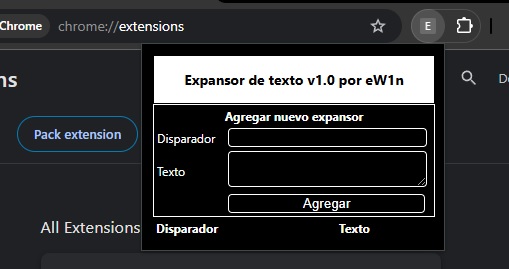 Chrome
chrome://extensions
E
ns
Expansor de texto v1.0 por eW1n
Agregar nuevo expansor
Pack extension
Disparador
Texto
Agregar
All Extensions
Disparador
Texto